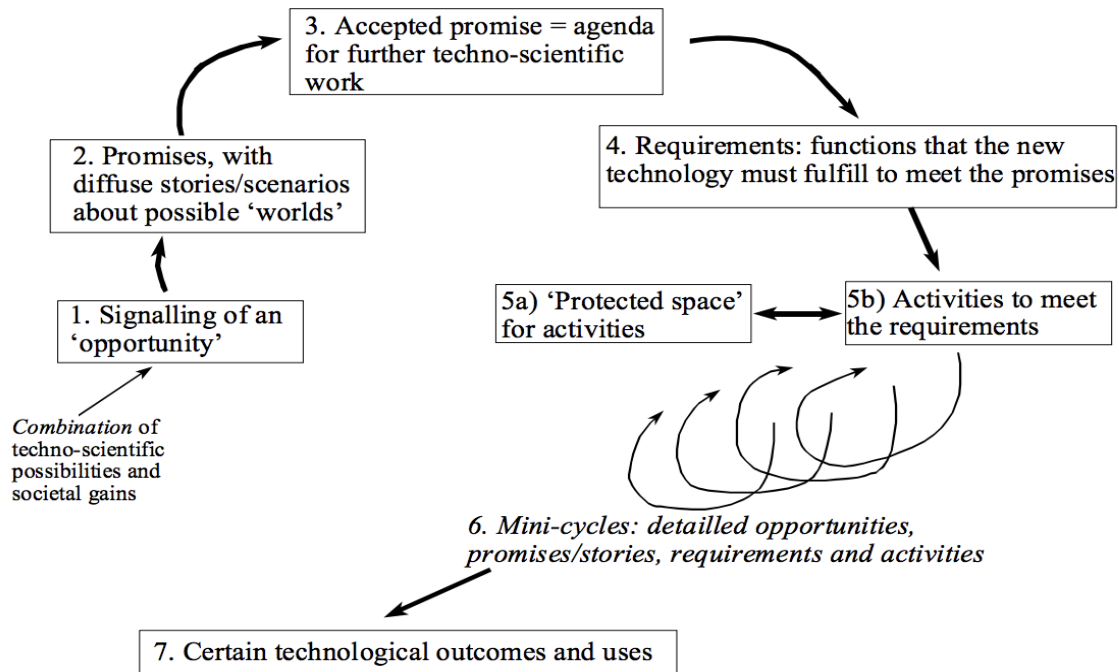 3. Accepted promise = agenda
for further techno-scientific
work
2. Promises, with
diffuse stories/scenarios
about possible ‘worlds’
4. Requirements: functions that the new
technology must fulfill to meet the promises
1. Signalling of an
‘opportunity’
5a) ‘Protected space’
for activities
5b) Activities to meet
the requirements
Combination of
techno-scientific
possibilities and
societal gains
6. Mini-cycles: detailled opportunities,
promises/stories, requirements and activities
7. Certain technological outcomes and uses